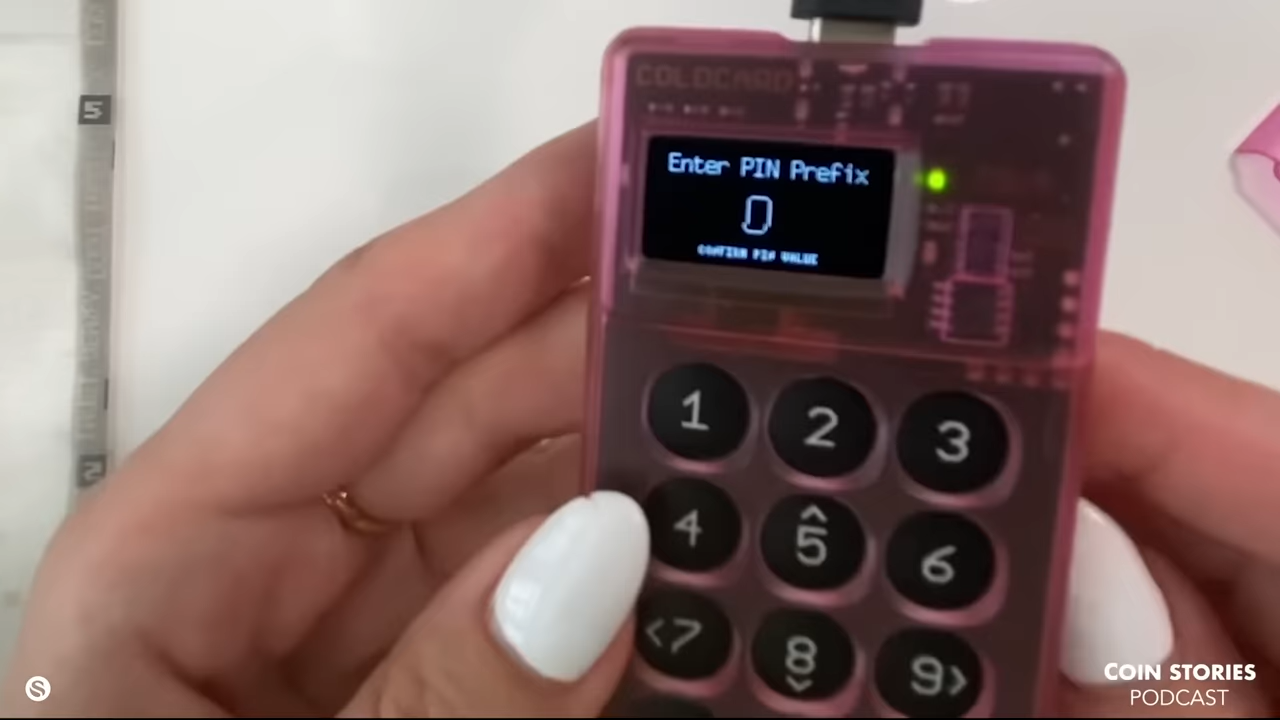 COLDCARD
Enter PIN Prefix
CONFIRM PIN VALUE
1 2 3
4 5 6
<7 8 9>
5
2
COIN STORIES
PODCAST